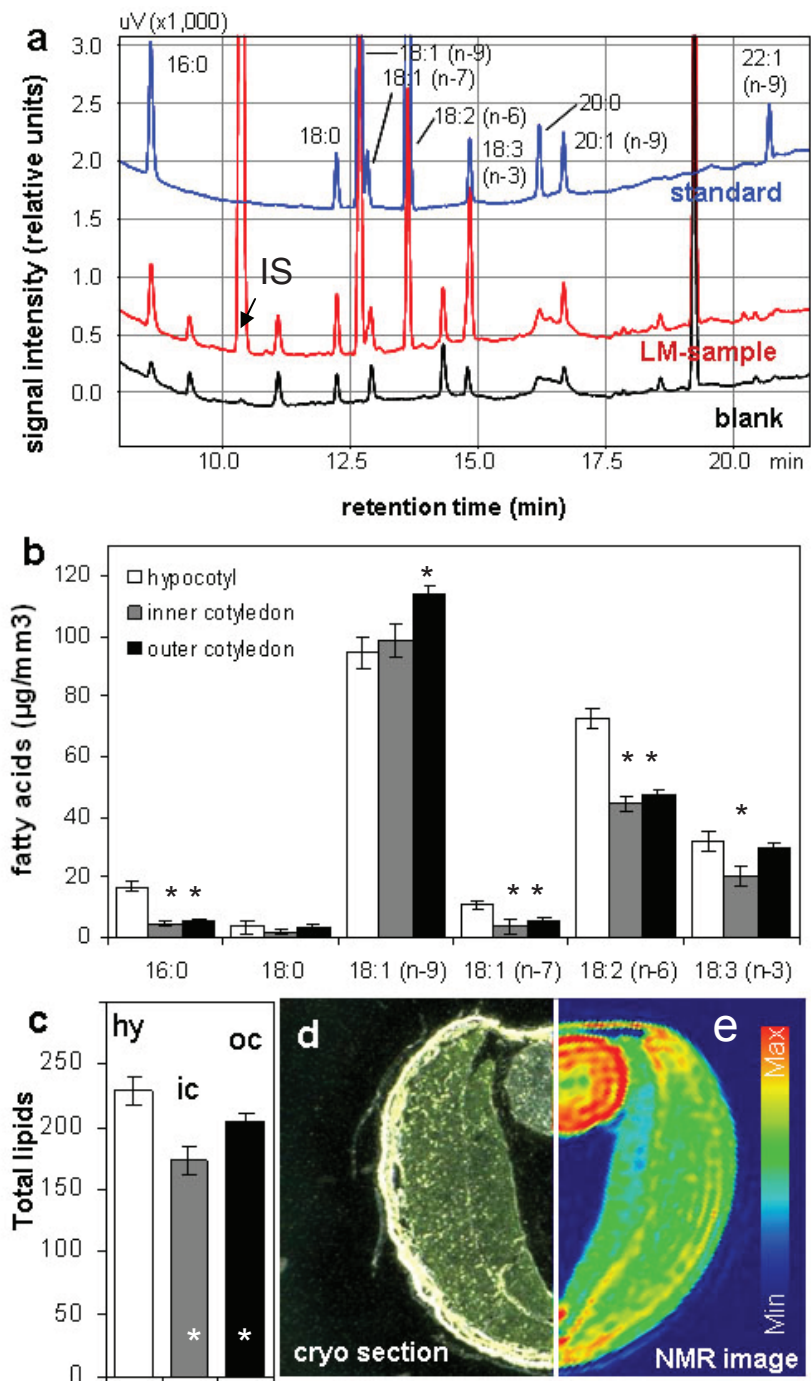 a
uV (x1,000)
3.0
2.5
2.0
1.5
1.0
0.5
0.0
signal intensity (relative units)
16:0
18:0
18:1 (n-9)
18:1 (n-7)
18:2 (n-6)
18:3
(n-3)
20:0
20:1 (n-9)
22:1
(n-9)
standard
IS
LM-sample
blank
10.0 12.5 15.0 17.5 20.0 min
retention time (min)
b
120
100
80
60
40
20
0
fatty acids (µg/mm3)
hypocotyl
inner cotyledon
outer cotyledon
*
* *
* *
* *
*
16:0 18:0 18:1 (n-9) 18:1 (n-7) 18:2 (n-6) 18:3 (n-3)
c
250
200
150
100
50
0
Total lipids
hy
ic
oc
* *
d
cryo section
e
Max
Min
NMR image